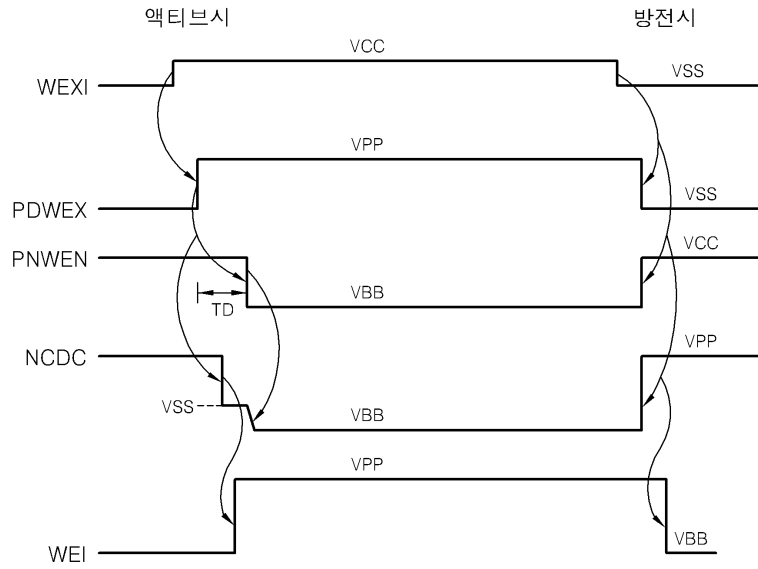 액티브시 방전시
WEXI VCC VSS
PDWEX VPP VSS
PNWEN VBB VCC
TD
NCDC VPP
VSS VBB
WEI VPP VBB